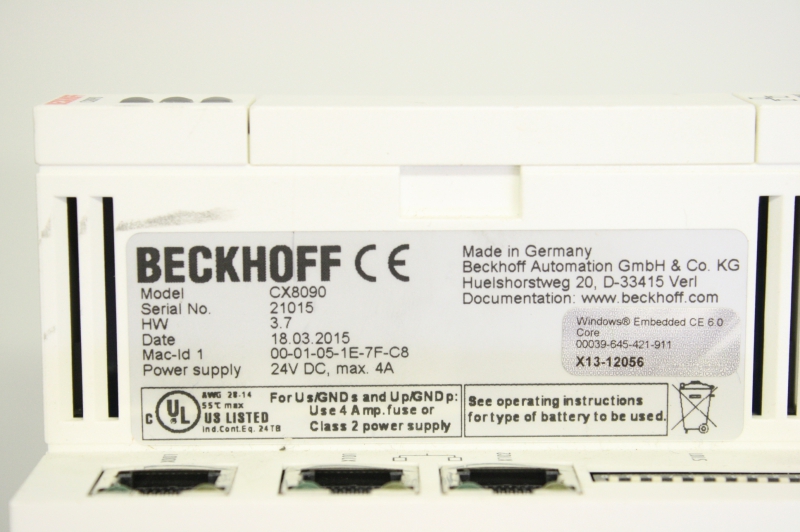 BECKHOFF CE
Model CX8090
Serial No. 21015
HW 3.7
Date 18.03.2015
Mac-Id 1 00-01-05-1E-7F-C8
Power supply 24V DC, max. 4A
Made in Germany
Beckhoff Automation GmbH & Co. KG
Huelshorstweg 20, D-33415 Verl
Documentation: www.beckhoff.com
Windows® Embedded CE 6.0
Core
00039-645-421-911
X13-12056
C UL
AWG 28-14
55°C max
US LISTED
Ind.Cont.Eq. 24TB
For Us/GNDs and Up/GNDp:
Use 4 Amp. fuse or
Class 2 power supply
See operating instructions
for type of battery to be used.